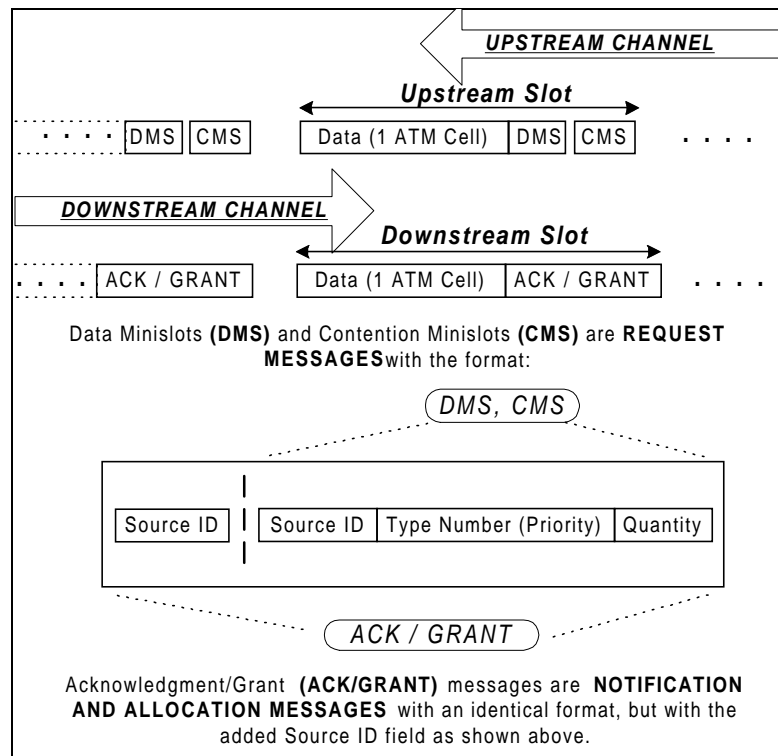 UPSTREAM CHANNEL
Upstream Slot
. . . . DMS CMS Data (1 ATM Cell) DMS CMS . . . .
DOWNSTREAM CHANNEL
Downstream Slot
. . . . ACK / GRANT Data (1 ATM Cell) ACK / GRANT . . . .
Data Minislots (DMS) and Contention Minislots (CMS) are REQUEST
MESSAGES with the format:
DMS, CMS
Source ID Source ID Type Number (Priority) Quantity
ACK / GRANT
Acknowledgment/Grant (ACK/GRANT) messages are NOTIFICATION
AND ALLOCATION MESSAGES with an identical format, but with the
added Source ID field as shown above.